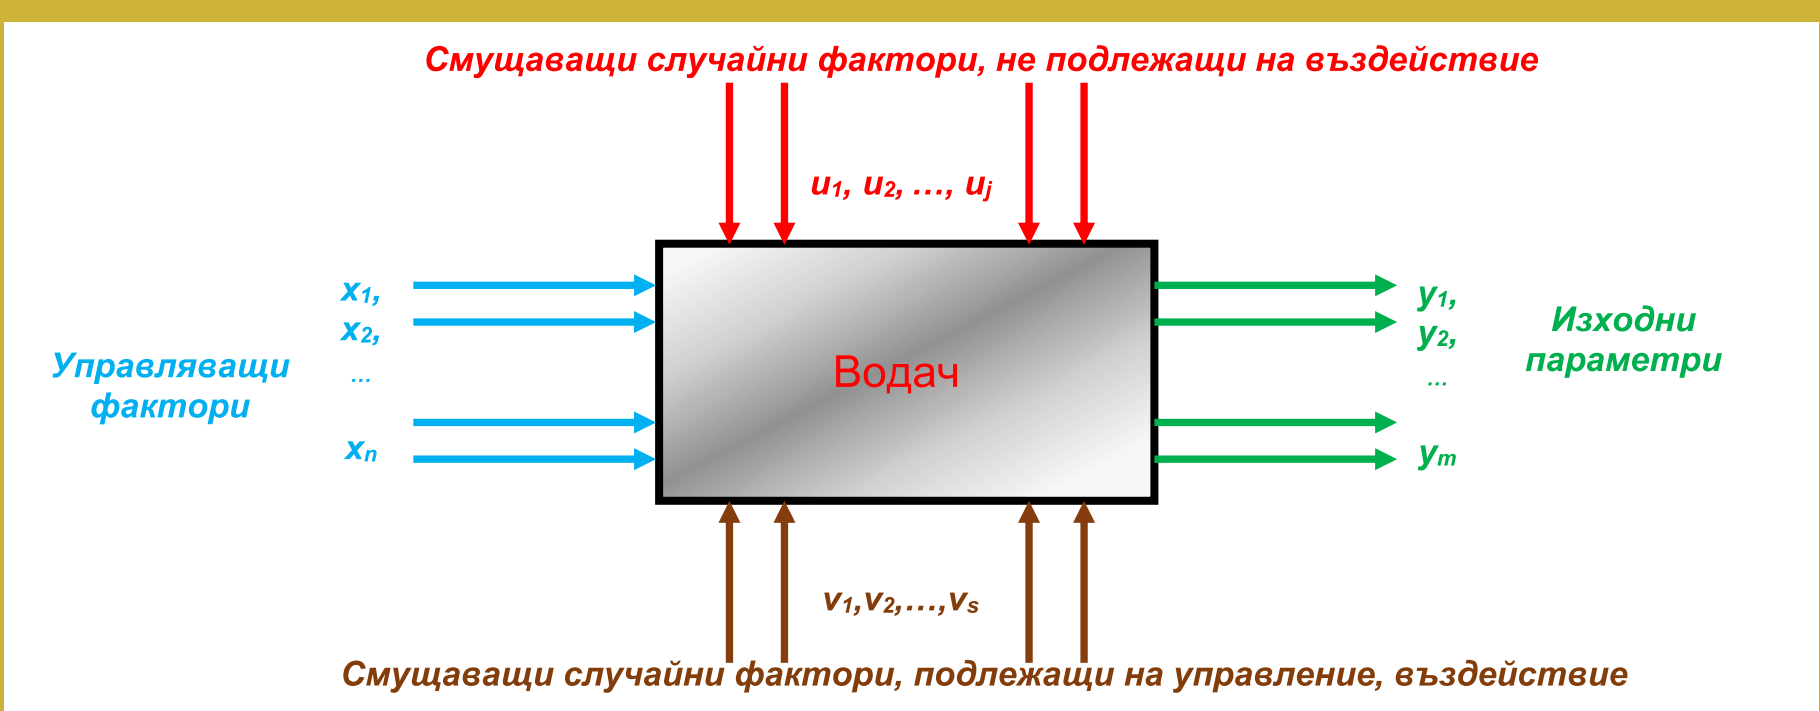 Смущаващи случайни фактори, не подлежащи на въздействие
u1, u2, …, uj
x1,
x2,
...
xn
Управляващи
фактори
Водач
y1,
y2,
...
ym
Изходни
параметри
v1,v2,…,vs
Смущаващи случайни фактори, подлежащи на управление, въздействие